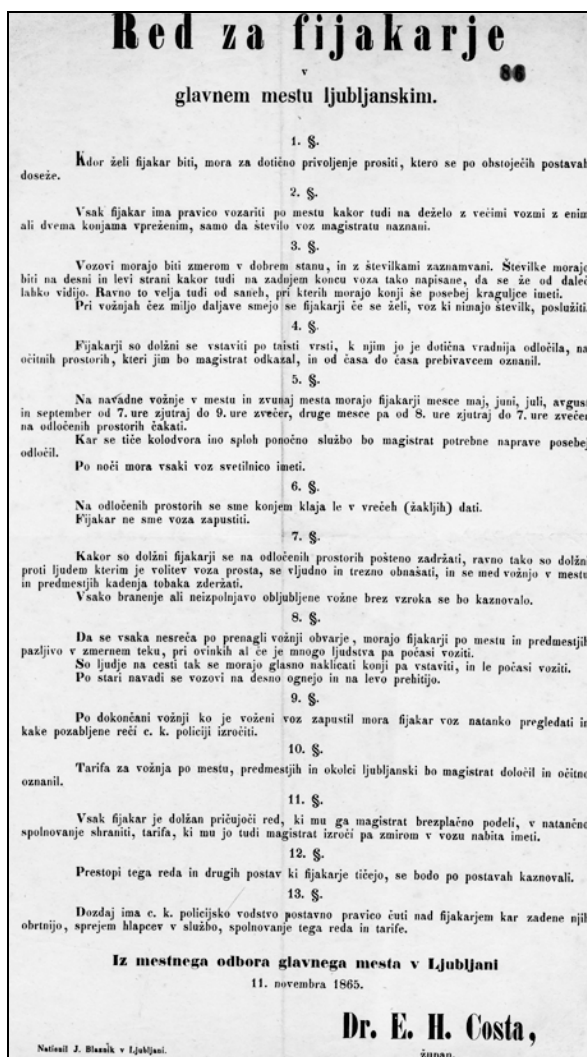 Red za fijakarje
v
86
glavnem mestu ljubljanskim.
1. §.
Kdor želi fijakar biti, mora za dotično privoljenje prositi, ktero se po obstoječih postavah
doseže.
2. §.
Vsak fijakar ima pravico vozariti po mestu kakor tudi na deželo z večimi vozmi z enim
ali dvema konjama vpreženim, samo da število voz magistratu naznani.
3. §.
Vozovi morajo biti zmerom v dobrem stanu, in z številkami zaznamvani. Številke morajo
biti na desni in levi strani kakor tudi na zadnjem koncu voza tako napisane, da se že od daleč
lahko vidijo. Ravno to velja tudi od saneh, pri kterih morajo konji še posebej kraguljce imeti.
Pri vožnjah čez miljo daljave smejo se fijakarji če se želi, voz ki nimajo številk, poslužiti.
4. §.
Fijakarji so dolžni se vstaviti po taisti vrsti, k njim jo je dotična vradnija odločila, na
očitnih prostorih, kteri jim bo magistrat odkazal, in od časa do časa prebivavcem oznanil.
5. §.
Na navadne vožnje v mestu in zvunaj mesta morajo fijakarji mesce maj, juni, juli, avgust
in september od 7. ure zjutraj do 9. ure zvečer, druge mesce pa od 8. ure zjutraj do 7. ure zvečer
na odločenih prostorih čakati.
Kar se tiče kolodvora ino sploh ponočno službo bo magistrat potrebne naprave posebej
odločil.
Po noči mora vsaki voz svetilnico imeti.
6. §.
Na odločenih prostorih se sme konjem klaja le v vrečeh (žakljih) dati.
Fijakar ne sme voza zapustiti.
7. §.
Kakor so dolžni fijakarji se na odločenih prostorih pošteno zadržati, ravno tako so dolžni
proti ljudem kterim je volitev voza prosta, se vljudno in trezno obnašati, in se med vožnjo v mestu
in predmestjih kadenja tobaka zderžati.
Vsako branenje ali neizpolnjavo obljubljene vožne brez vzroka se bo kaznovalo.
8. §.
Da se vsaka nesreča po prenagli vožnji obvarje, morajo fijakarji po mestu in predmestjih
pazljivo v zmernem teku, pri ovinkih al če je mnogo ljudstva pa počasi voziti.
So ljudje na cesti tak se morajo glasno naklicati konji pa vstaviti, in le počasi voziti.
Po stari navadi se vozovi na desno ognejo in na levo prehitijo.
9. §.
Po dokončani vožnji ko je voženi voz zapustil mora fijakar voz natanko pregledati in
kake pozabljene reči c. k. policiji izročiti.
10. §.
Tarifa za vožnja po mestu, predmestjih in okolci ljubljanski bo magistrat določil in očitno
oznanil.
11. §.
Vsak fijakar je dolžan pričujoči red, ki mu ga magistrat brezplačno podeli, v natančno
spolnovanje shraniti, tarifa, ki mu jo tudi magistrat izroči pa zmirom v vozu nabita imeti.
12. §.
Prestopi tega reda in drugih postav ki fijakarje tičejo, se bodo po postavah kaznovali.
13. §.
Dozdaj ima c. k. policijsko vodstvo postavno pravico čuti nad fijakarjem kar zadene njih
obrtnijo, sprejem hlapcev v službo, spolnovanje tega reda in tarife.
Iz mestnega odbora glavnega mesta v Ljubljani
11. novembra 1865.
Dr. E. H. Costa,
župan.
Natisnil J. Blaznik v Ljubljani.